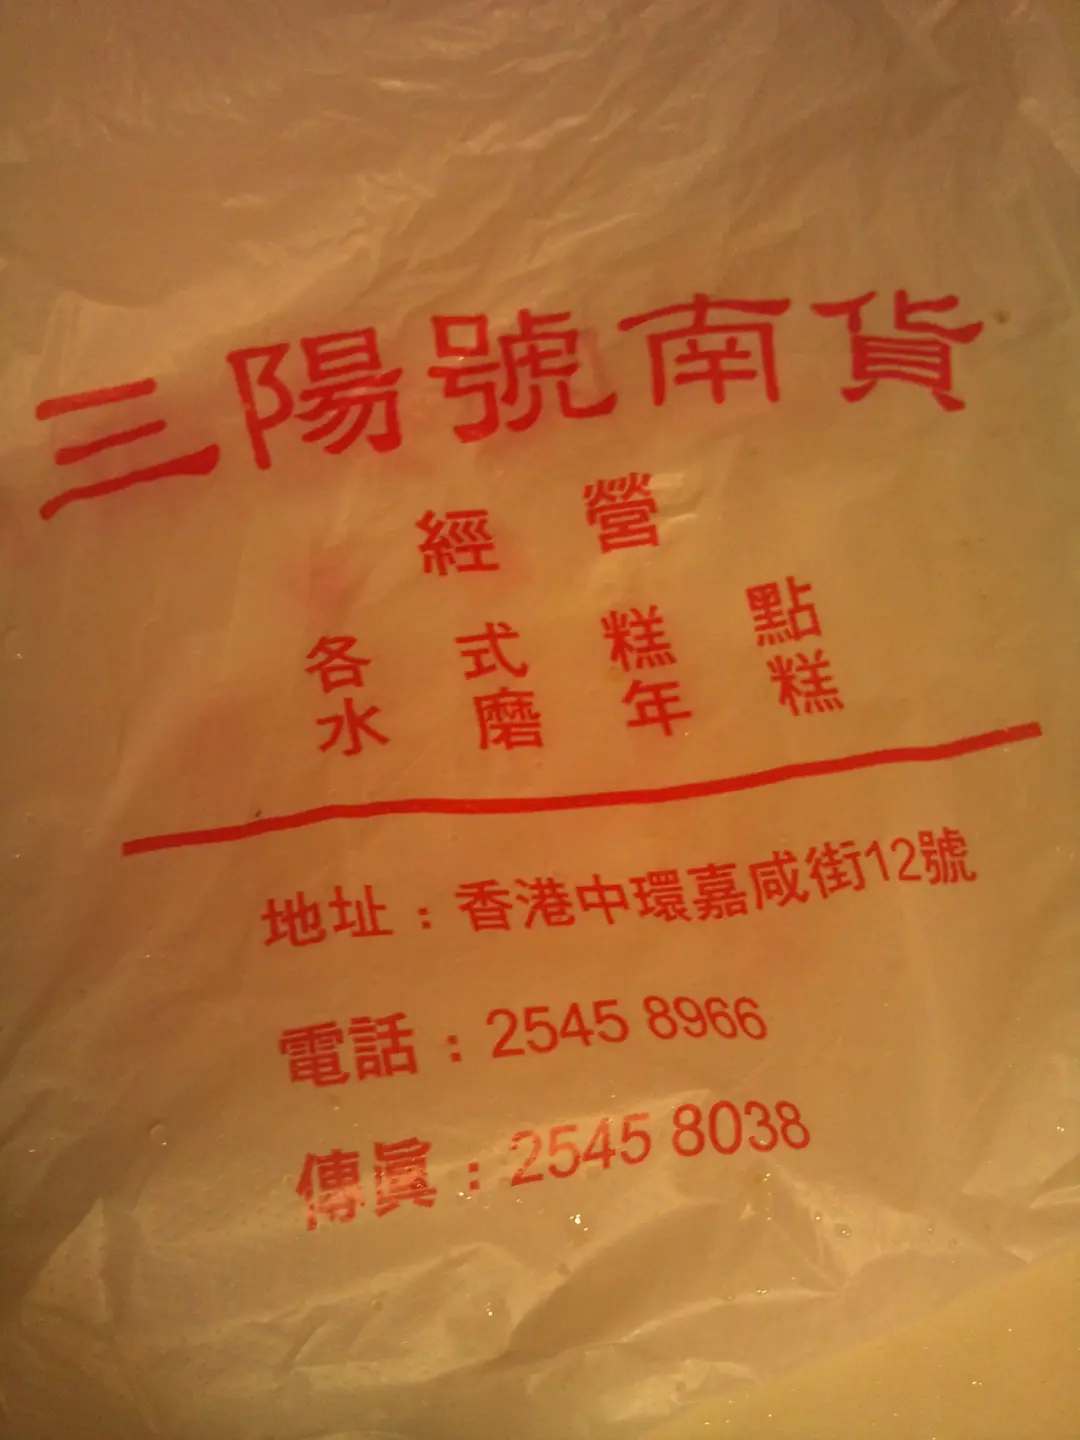 三陽號南貨
經營
各式糕點
水磨年糕
地址：香港中環嘉咸街12號
電話：2545 8966
傳眞：2545 8038